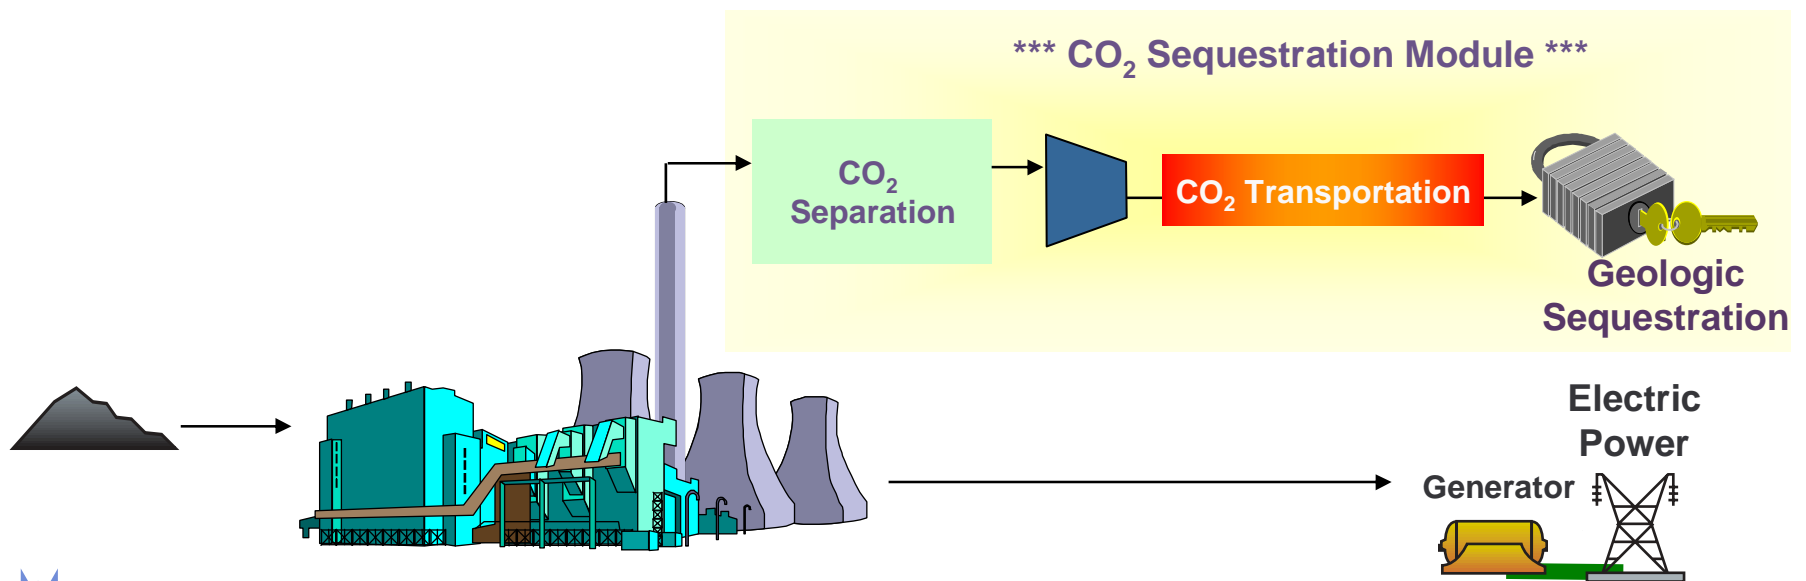 *** CO₂ Sequestration Module ***
CO₂
Separation
CO₂ Transportation
Geologic
Sequestration
Electric
Power
Generator